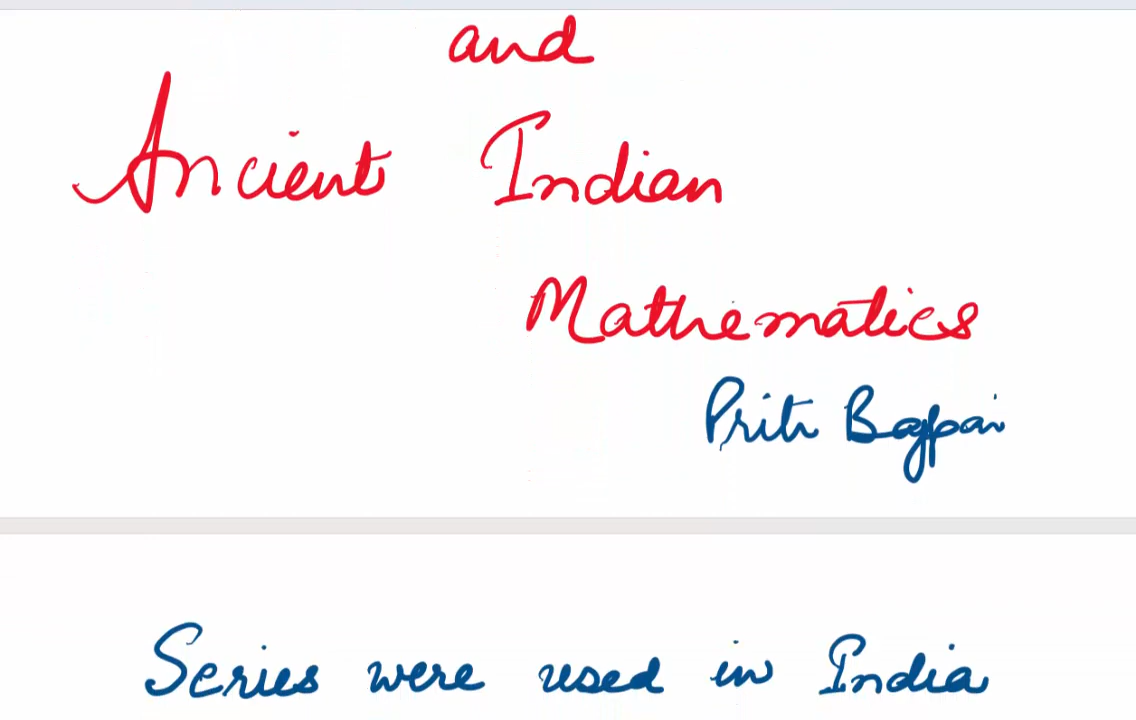 and
Ancient Indian
Mathematics
Priti Bajpai
Series were used in India